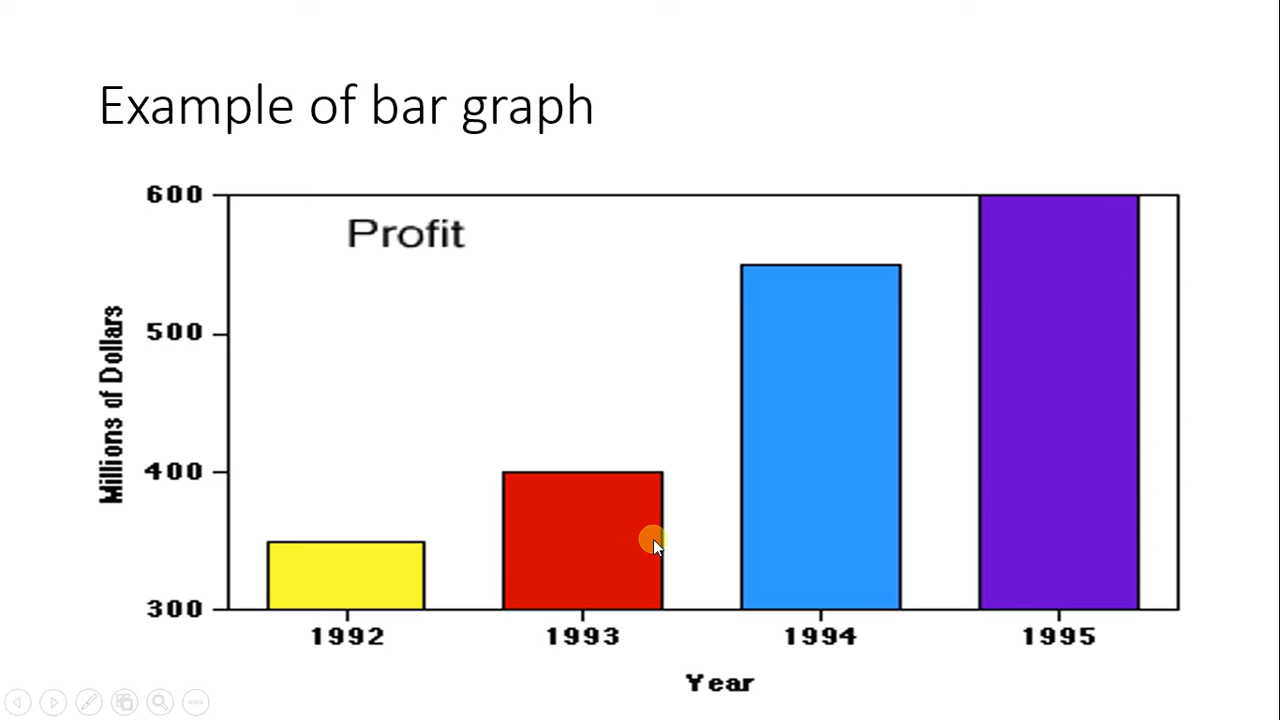 Example of bar graph
Profit
600
500
400
300
Millions of Dollars
1992 1993 1994 1995
Year